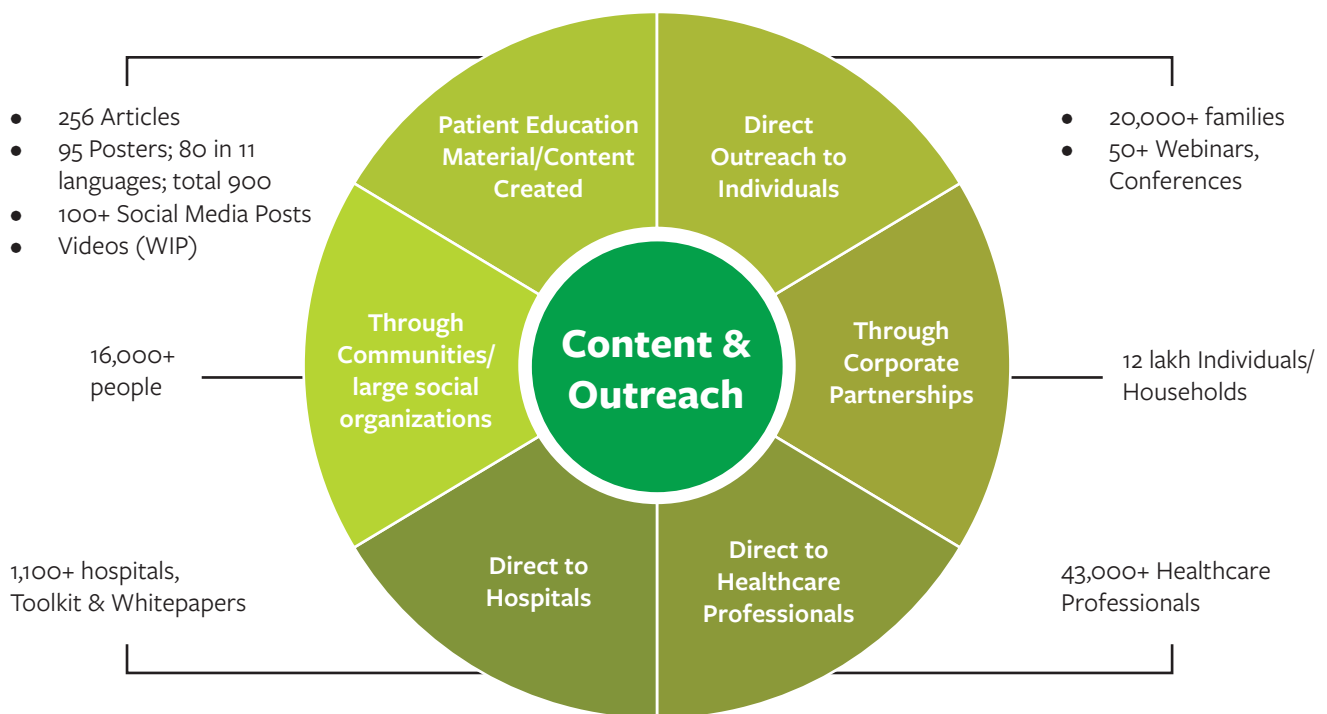 Patient Education
Material/Content
Created
Direct
Outreach to
Individuals
• 256 Articles
• 95 Posters; 80 in 11
languages; total 900
• 100+ Social Media Posts
• Videos (WIP)
• 20,000+ families
• 50+ Webinars,
Conferences
Through
Communities/
large social
organizations
Content &
Outreach
Through
Corporate
Partnerships
16,000+
people
12 lakh Individuals/
Households
Direct to
Hospitals
Direct to
Healthcare
Professionals
1,100+ hospitals,
Toolkit & Whitepapers
43,000+ Healthcare
Professionals